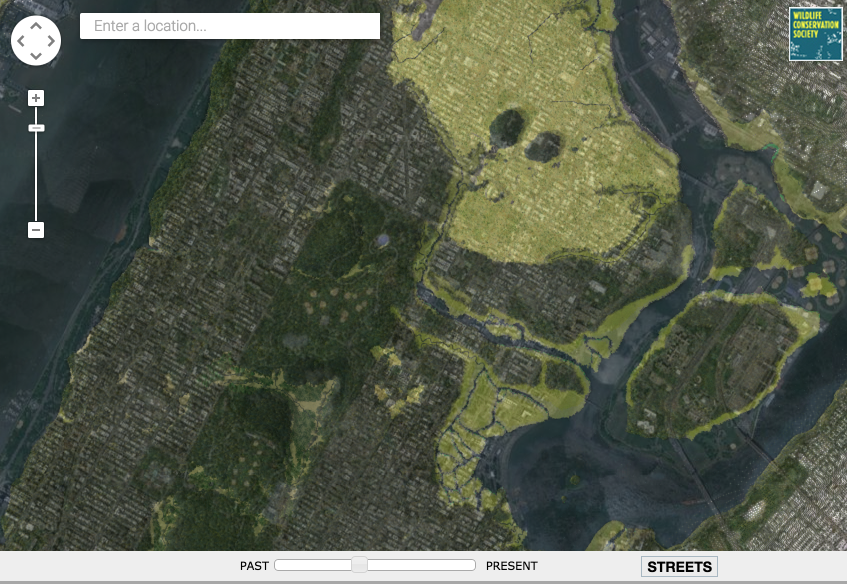 Enter a location...
WILDLIFE
CONSERVATION
SOCIETY
PAST
PRESENT
STREETS